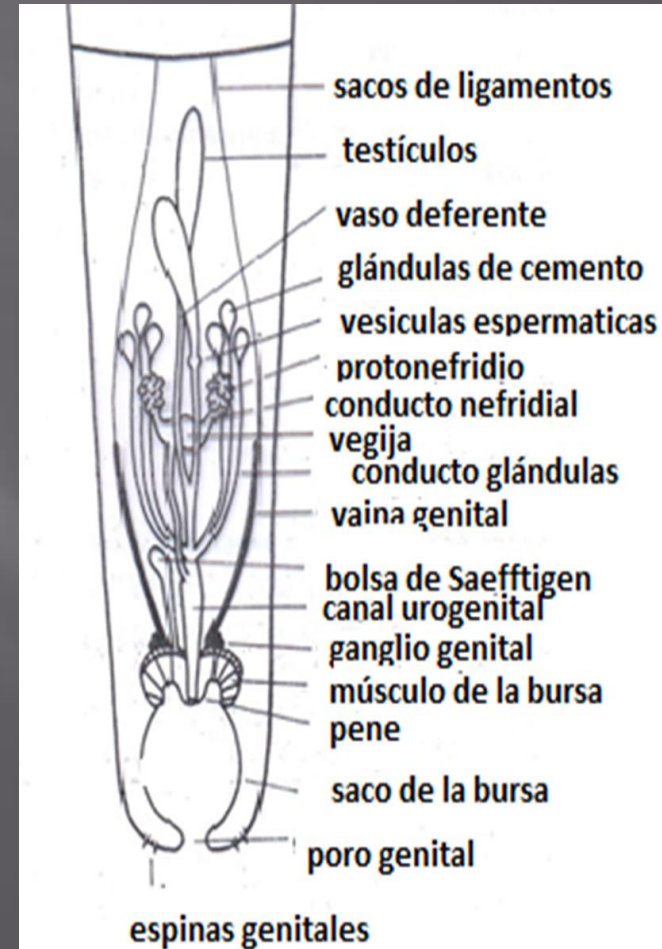 sacos de ligamentos
testículos
vaso deferente
glándulas de cemento
vesiculas espermaticas
protonefridio
conducto nefridial
vegija
conducto glándulas
vaina genital
bolsa de Saefftigen
canal urogenital
ganglio genital
músculo de la bursa
pene
saco de la bursa
poro genital
espinas genitales